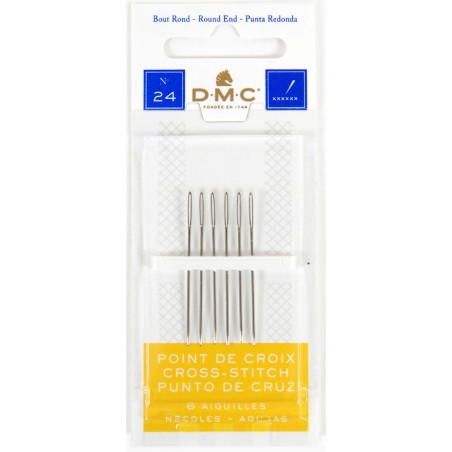 Bout Rond - Round End - Punta Redonda
N°
24
D·M·C
FONDÉE EN 1746
xxxxxx
POINT DE CROIX
CROSS-STITCH
PUNTO DE CRUZ
6 AIGUILLES
NEEDLES - AGUJAS